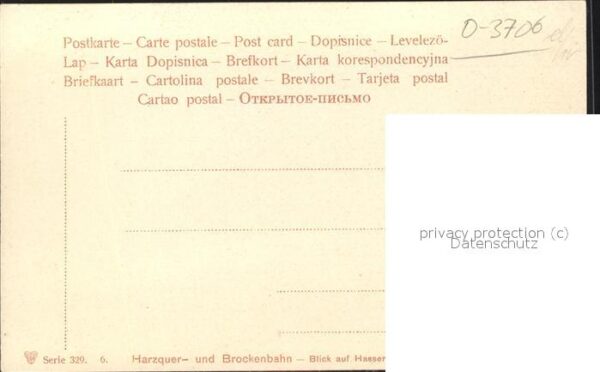 O-3706
Postkarte – Carte postale – Post card – Dopisnice – Levelező-
Lap – Karta Dopisnica – Brefkort – Karta korespondencyjna
Briefkaart – Cartolina postale – Brevkort – Tarjeta postal
Cartao postal – Открытое-письмо
privacy protection (c)
Datenschutz
Serie 329. 6. Harzquer- und Brockenbahn – Blick auf Hasser